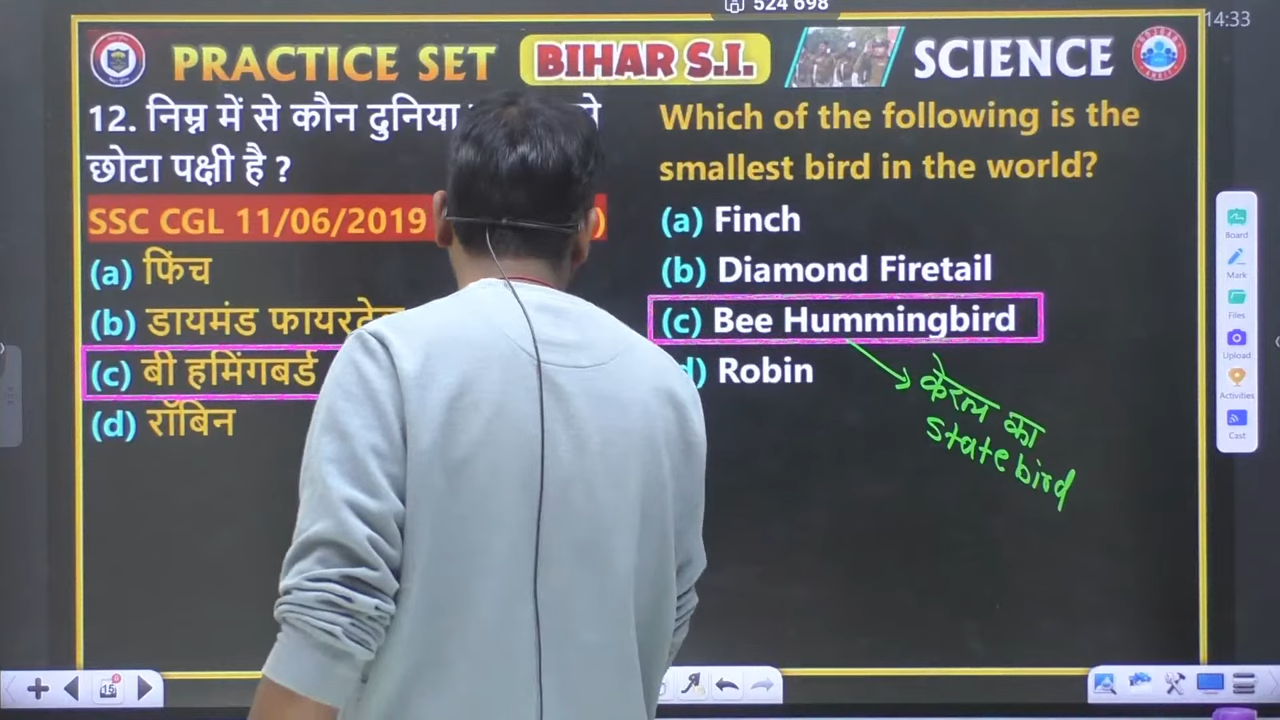 524 698
14:33
PRACTICE SET BIHAR S.I. SCIENCE
12. निम्न में से कौन दुनिया
छोटा पक्षी है ?
SSC CGL 11/06/2019
(a) फिंच
(b) डायमंड
(c) बी हमिंगबर्ड
(d) रॉबिन
Which of the following is the
smallest bird in the world?
(a) Finch
(b) Diamond Firetail
(c) Bee Hummingbird
Robin
केरल का
state bird
Board
Mark
Files
Upload
Activities
Cast
15